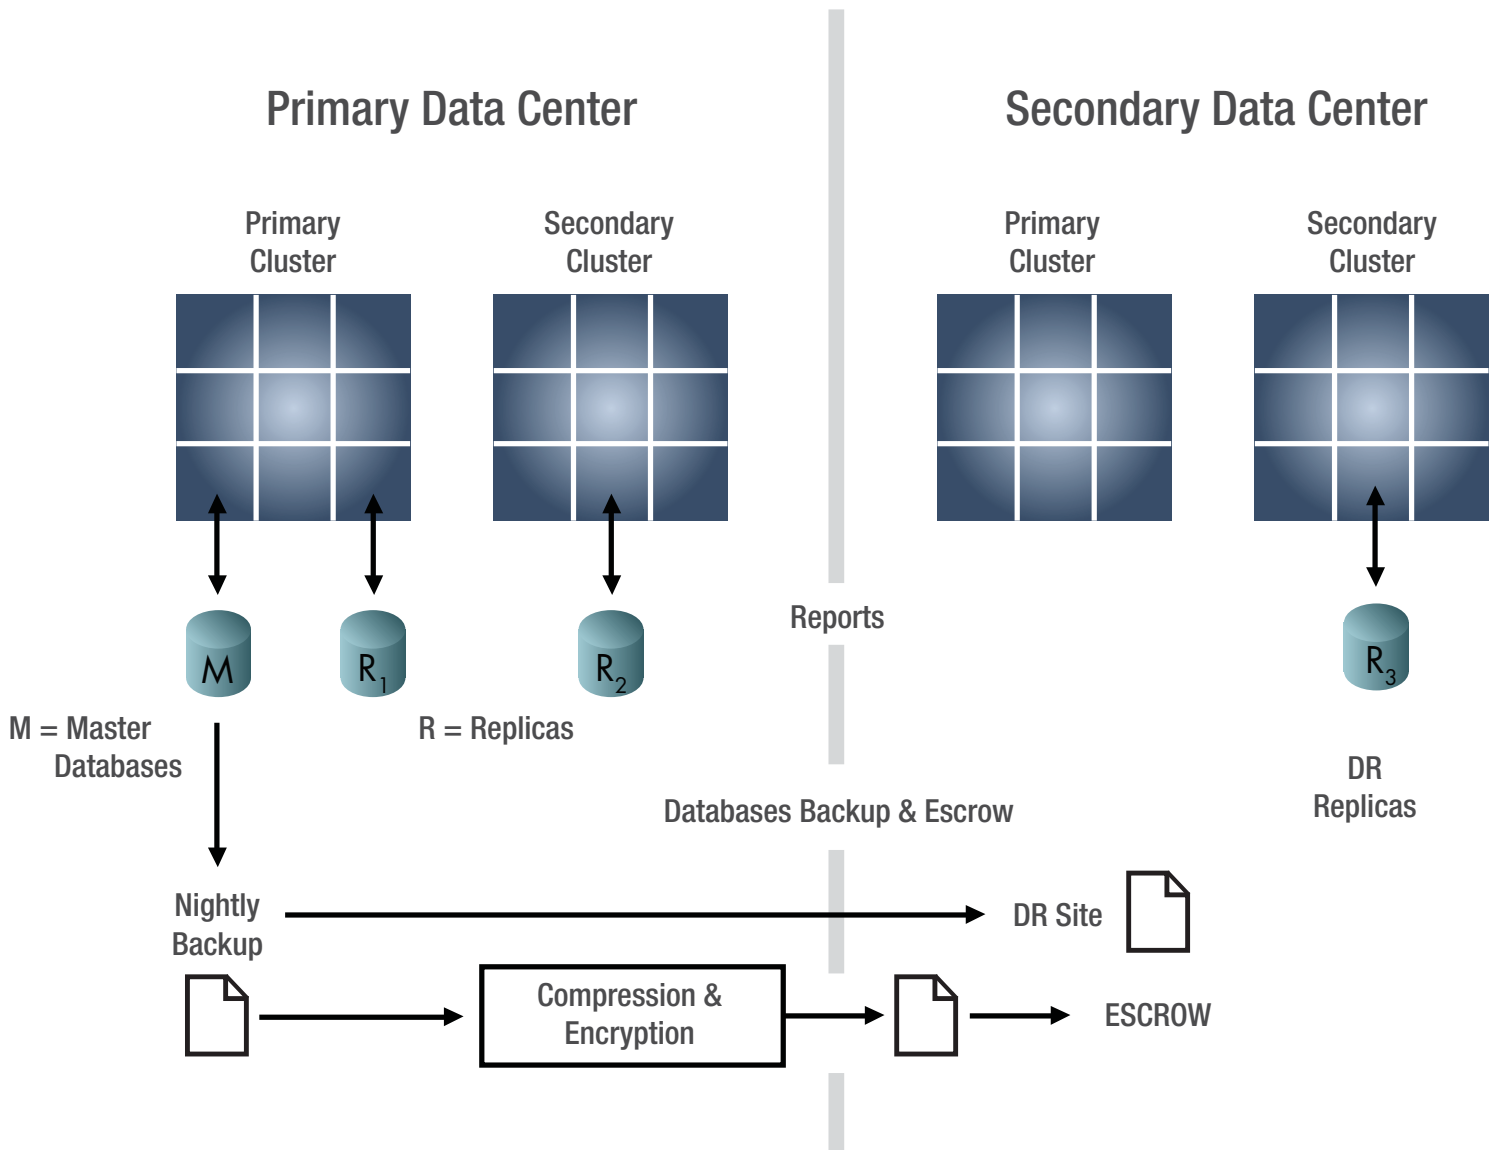 Primary Data Center
Secondary Data Center
Primary
Cluster
Secondary
Cluster
Primary
Cluster
Secondary
Cluster
M
R1
R2
Reports
R3
M = Master
Databases
R = Replicas
DR
Replicas
Databases Backup & Escrow
Nightly
Backup
DR Site
Compression &
Encryption
ESCROW